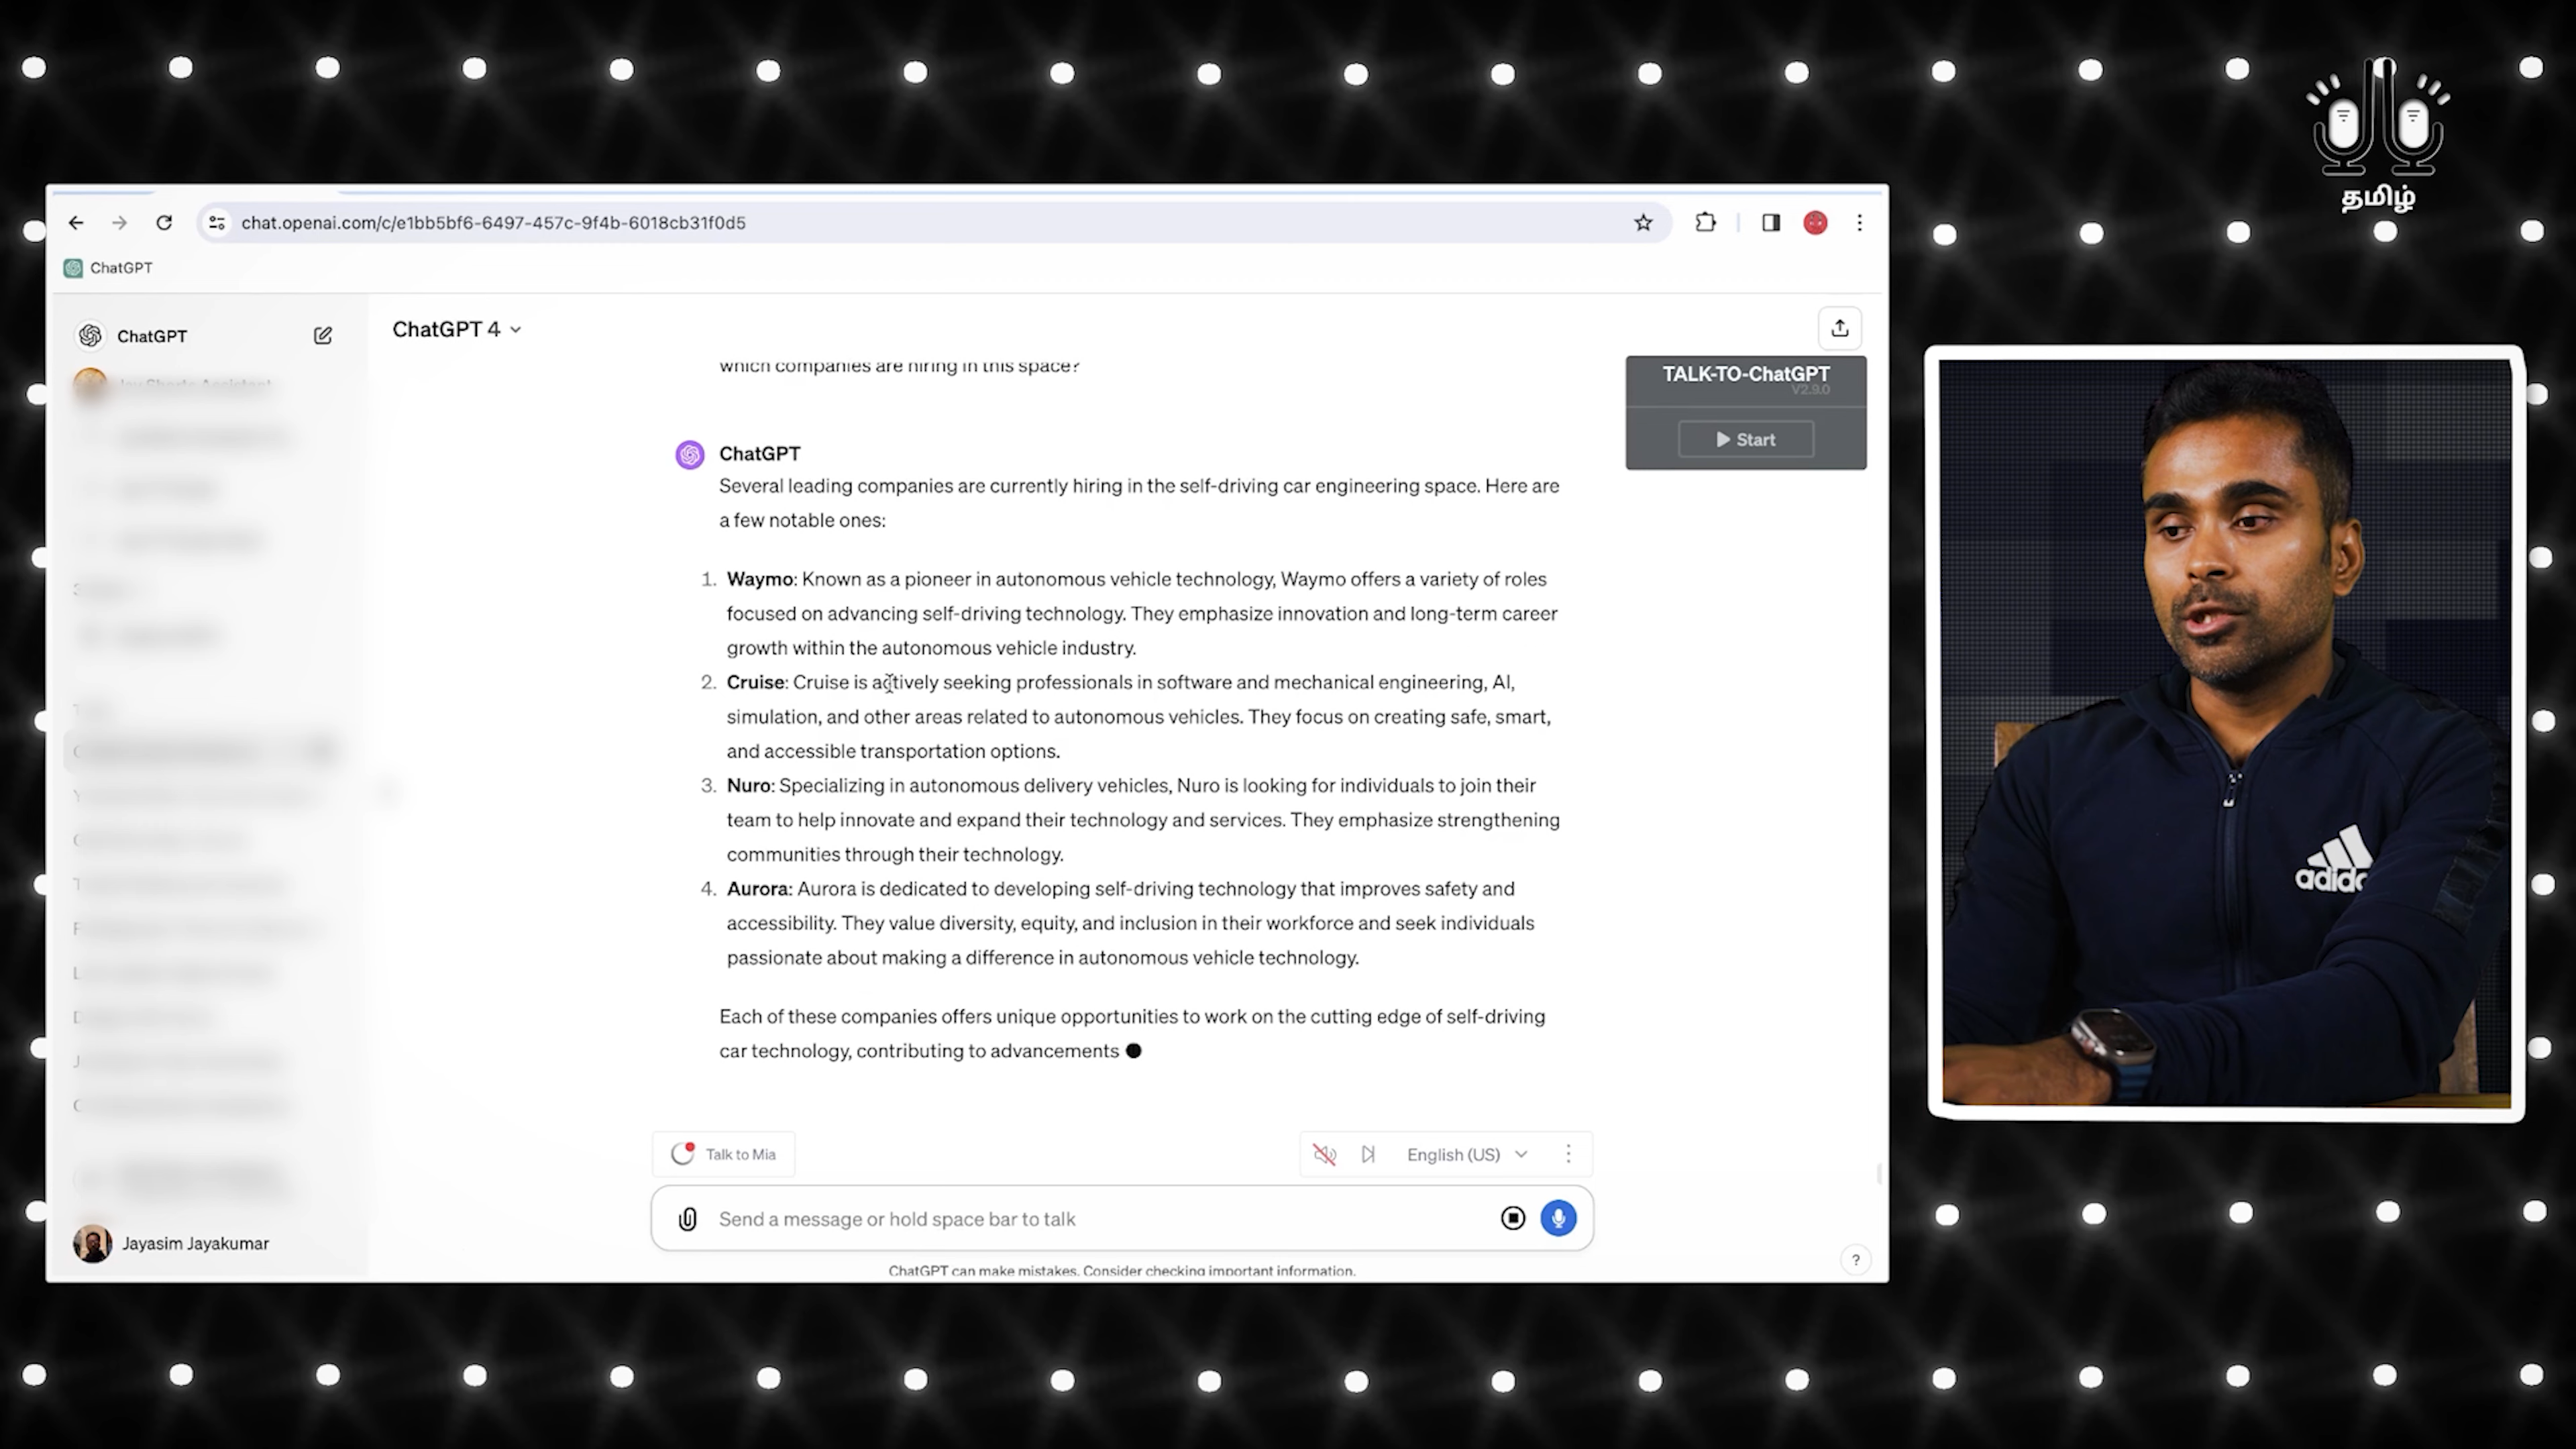 தமிழ்
chat.openai.com/c/e1bb5bf6-6497-457c-9f4b-6018cb31f0d5
ChatGPT
ChatGPT
ChatGPT 4
which companies are hiring in this space?
TALK-TO-ChatGPT
V2.9.0
Start
ChatGPT
Several leading companies are currently hiring in the self-driving car engineering space. Here are
a few notable ones:
1. Waymo: Known as a pioneer in autonomous vehicle technology, Waymo offers a variety of roles
focused on advancing self-driving technology. They emphasize innovation and long-term career
growth within the autonomous vehicle industry.
2. Cruise: Cruise is actively seeking professionals in software and mechanical engineering, AI,
simulation, and other areas related to autonomous vehicles. They focus on creating safe, smart,
and accessible transportation options.
3. Nuro: Specializing in autonomous delivery vehicles, Nuro is looking for individuals to join their
team to help innovate and expand their technology and services. They emphasize strengthening
communities through their technology.
4. Aurora: Aurora is dedicated to developing self-driving technology that improves safety and
accessibility. They value diversity, equity, and inclusion in their workforce and seek individuals
passionate about making a difference in autonomous vehicle technology.
Each of these companies offers unique opportunities to work on the cutting edge of self-driving
car technology, contributing to advancements
Talk to Mia
English (US)
Send a message or hold space bar to talk
Jayasim Jayakumar
?
ChatGPT can make mistakes. Consider checking important information.
adidas